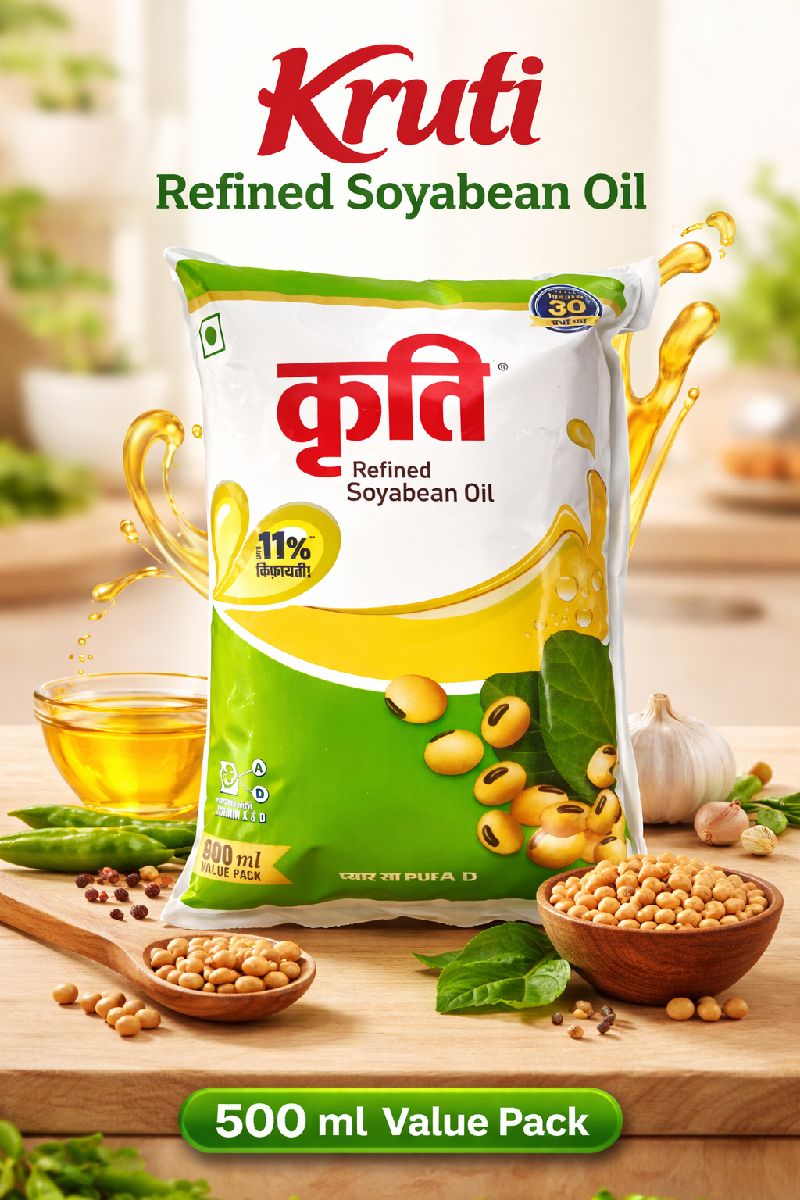 Kruti
Refined Soyabean Oil
30
कृति®
Refined
Soyabean Oil
11%
किफ़ायती!
A
D
800 ml
VALUE PACK
500 ml Value Pack